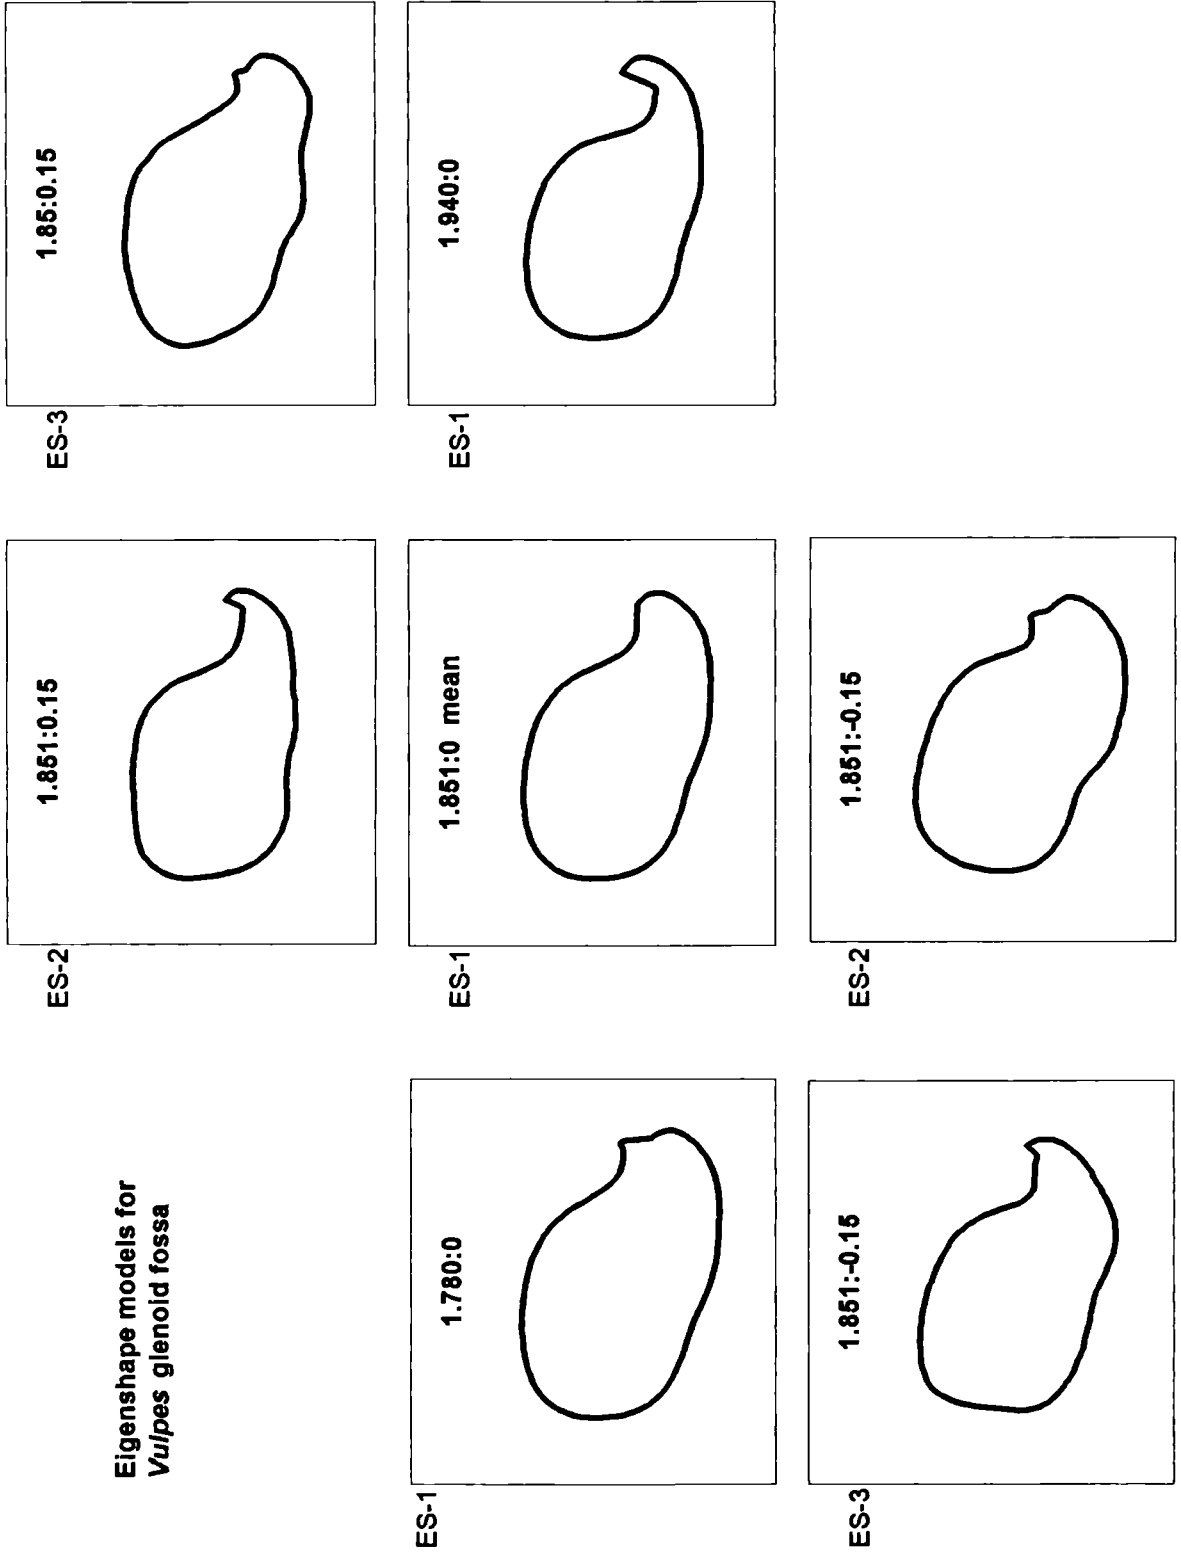 Eigenshape models for
Vulpes glenoid fossa
ES-2
1.851:0.15
ES-3
1.85:0.15
ES-1
1.780:0
ES-1
1.851:0 mean
ES-1
1.940:0
ES-3
1.851:-0.15
ES-2
1.851:-0.15